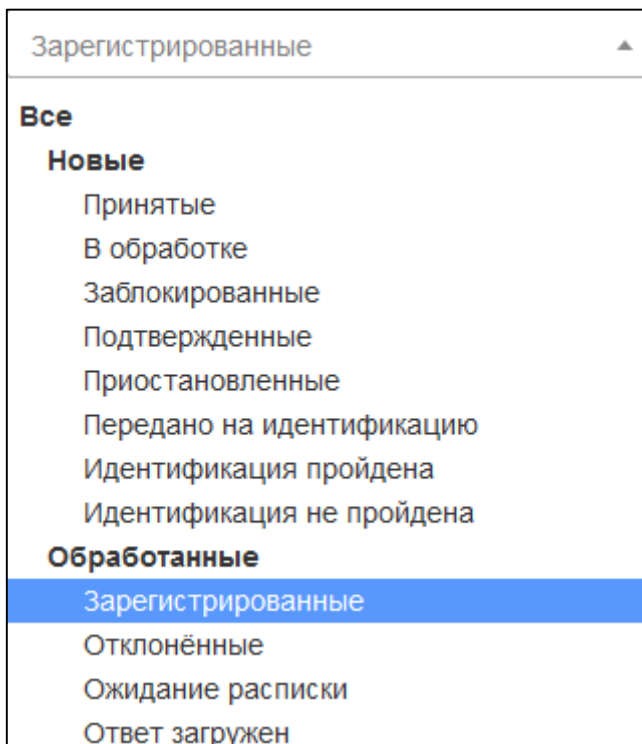 Зарегистрированные
Все
Новые
Принятые
В обработке
Заблокированные
Подтвержденные
Приостановленные
Передано на идентификацию
Идентификация пройдена
Идентификация не пройдена
Обработанные
Зарегистрированные
Отклонённые
Ожидание расписки
Ответ загружен